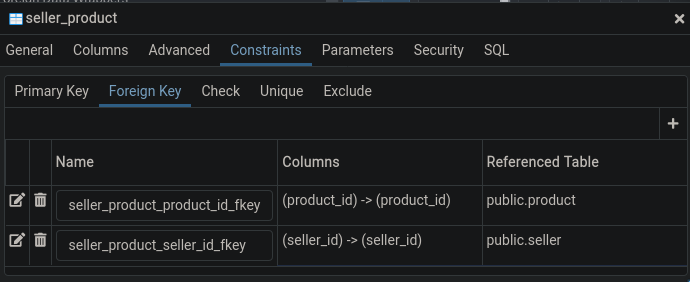 seller_product
General Columns Advanced Constraints Parameters Security SQL
Primary Key Foreign Key Check Unique Exclude
Name Columns Referenced Table
seller_product_product_id_fkey (product_id) -> (product_id) public.product
seller_product_seller_id_fkey (seller_id) -> (seller_id) public.seller